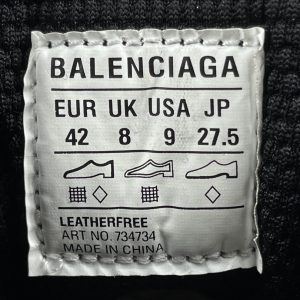 BALENCIAGA
EUR UK USA JP
42 8 9 27.5
LEATHERFREE
ART NO. 734734
MADE IN CHINA